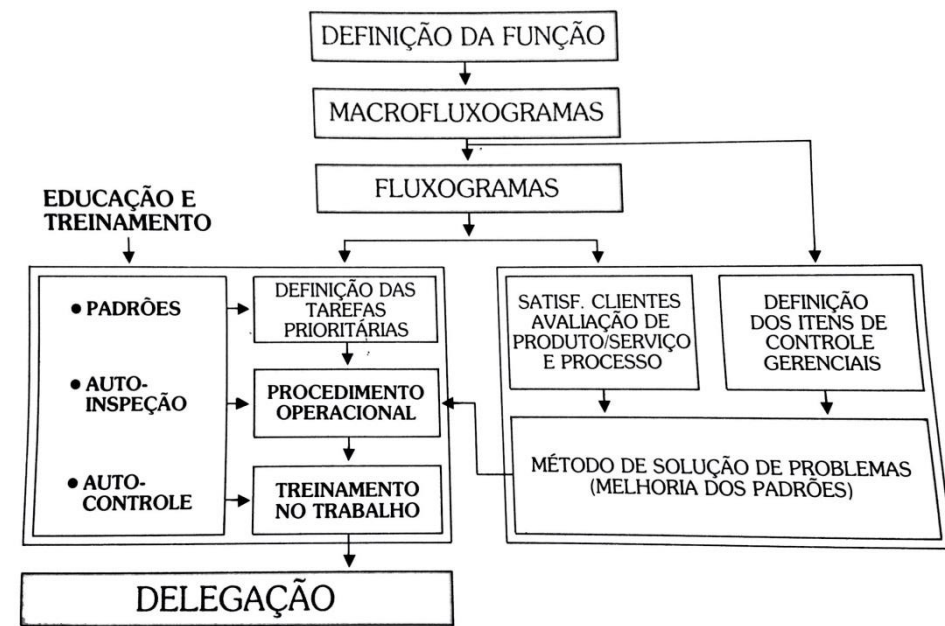 DEFINIÇÃO DA FUNÇÃO
MACROFLUXOGRAMAS
FLUXOGRAMAS
EDUCAÇÃO E
TREINAMENTO
• PADRÕES
• AUTO-
INSPEÇÃO
• AUTO-
CONTROLE
DEFINIÇÃO DAS
TAREFAS
PRIORITÁRIAS
PROCEDIMENTO
OPERACIONAL
TREINAMENTO
NO TRABALHO
SATISF. CLIENTES
AVALIAÇÃO DE
PRODUTO/SERVIÇO
E PROCESSO
DEFINIÇÃO
DOS ITENS DE
CONTROLE
GERENCIAIS
MÉTODO DE SOLUÇÃO DE PROBLEMAS
(MELHORIA DOS PADRÕES)
DELEGAÇÃO